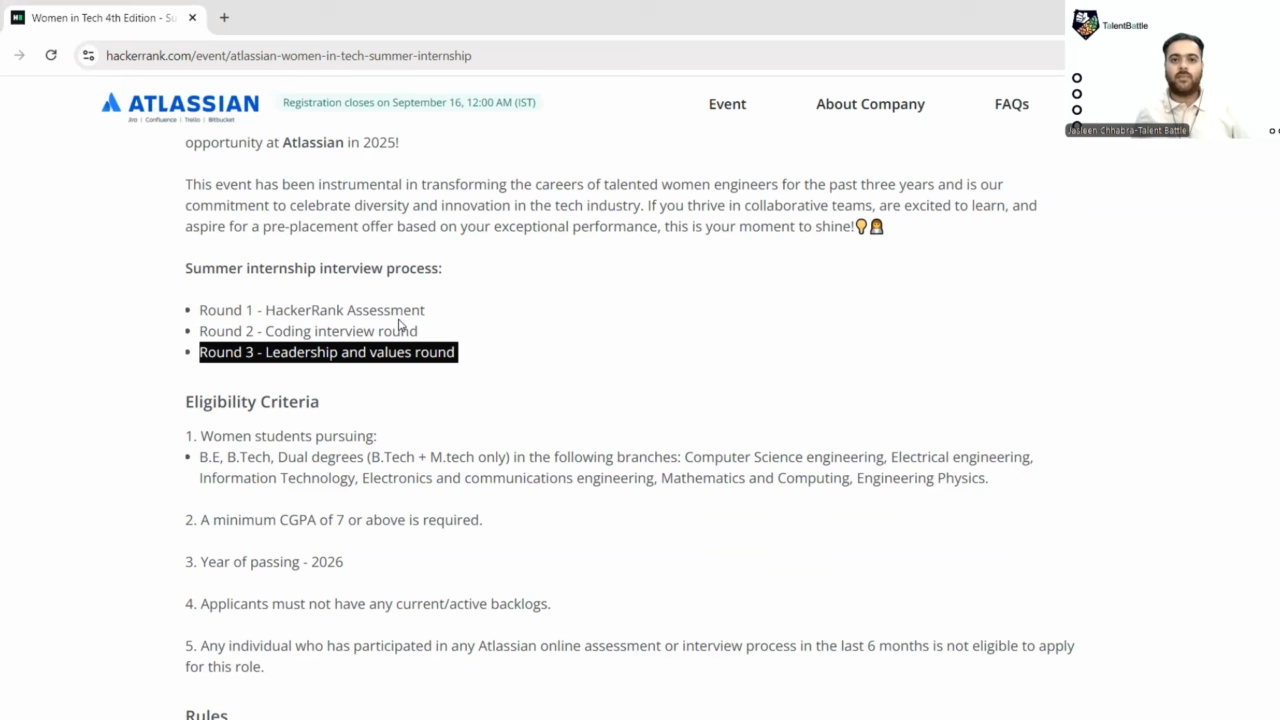 Women in Tech 4th Edition - Su
hackerrank.com/event/atlassian-women-in-tech-summer-internship
TalentBattle
Jasleen Chhabra-Talent Battle
ATLASSIAN
Jira | Confluence | Trello | Bitbucket
Registration closes on September 16, 12:00 AM (IST)
Event
About Company
FAQs
opportunity at Atlassian in 2025!
This event has been instrumental in transforming the careers of talented women engineers for the past three years and is our
commitment to celebrate diversity and innovation in the tech industry. If you thrive in collaborative teams, are excited to learn, and
aspire for a pre-placement offer based on your exceptional performance, this is your moment to shine!💡👩‍🎓
Summer internship interview process:
• Round 1 - HackerRank Assessment
• Round 2 - Coding interview round
• Round 3 - Leadership and values round
Eligibility Criteria
1. Women students pursuing:
• B.E, B.Tech, Dual degrees (B.Tech + M.tech only) in the following branches: Computer Science engineering, Electrical engineering,
Information Technology, Electronics and communications engineering, Mathematics and Computing, Engineering Physics.
2. A minimum CGPA of 7 or above is required.
3. Year of passing - 2026
4. Applicants must not have any current/active backlogs.
5. Any individual who has participated in any Atlassian online assessment or interview process in the last 6 months is not eligible to apply
for this role.
Rules